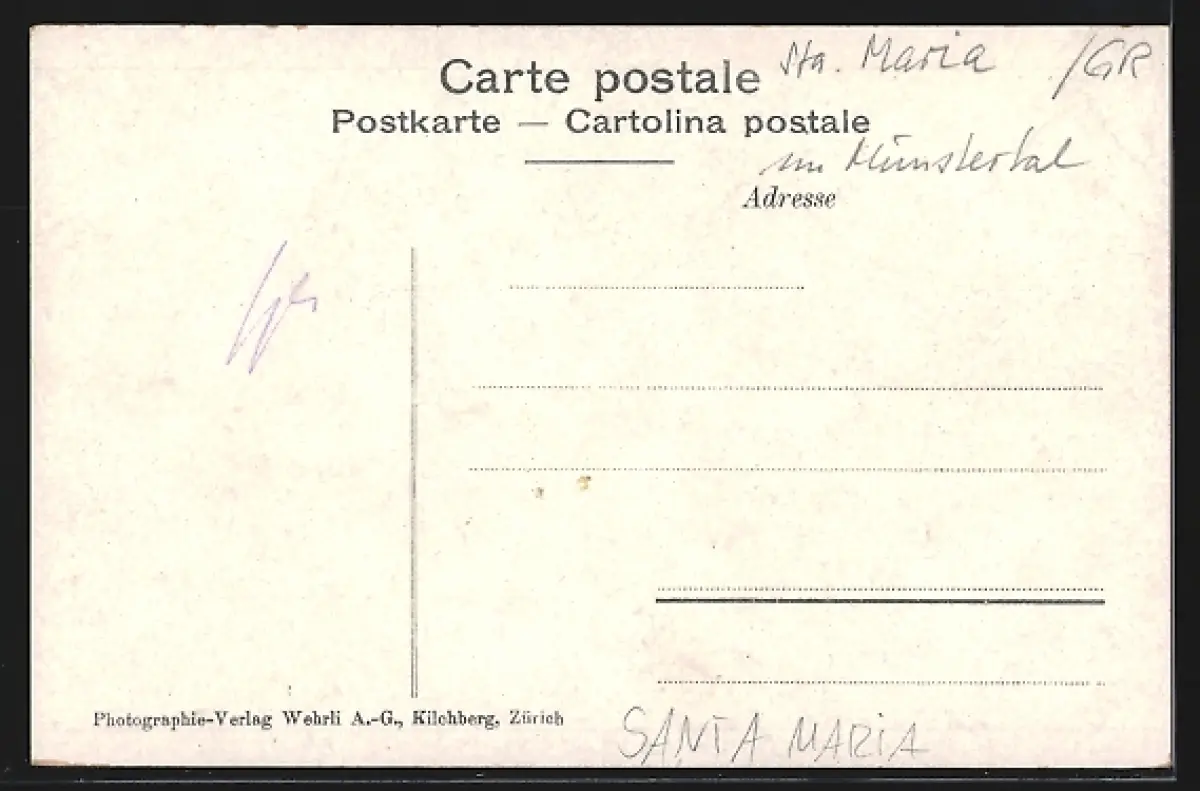 Carte postale Sta. Maria /GR
Postkarte — Cartolina postale
im Münstertal
Adresse
Photographie-Verlag Wehrli A.-G., Kilchberg, Zürich
SANTA MARIA